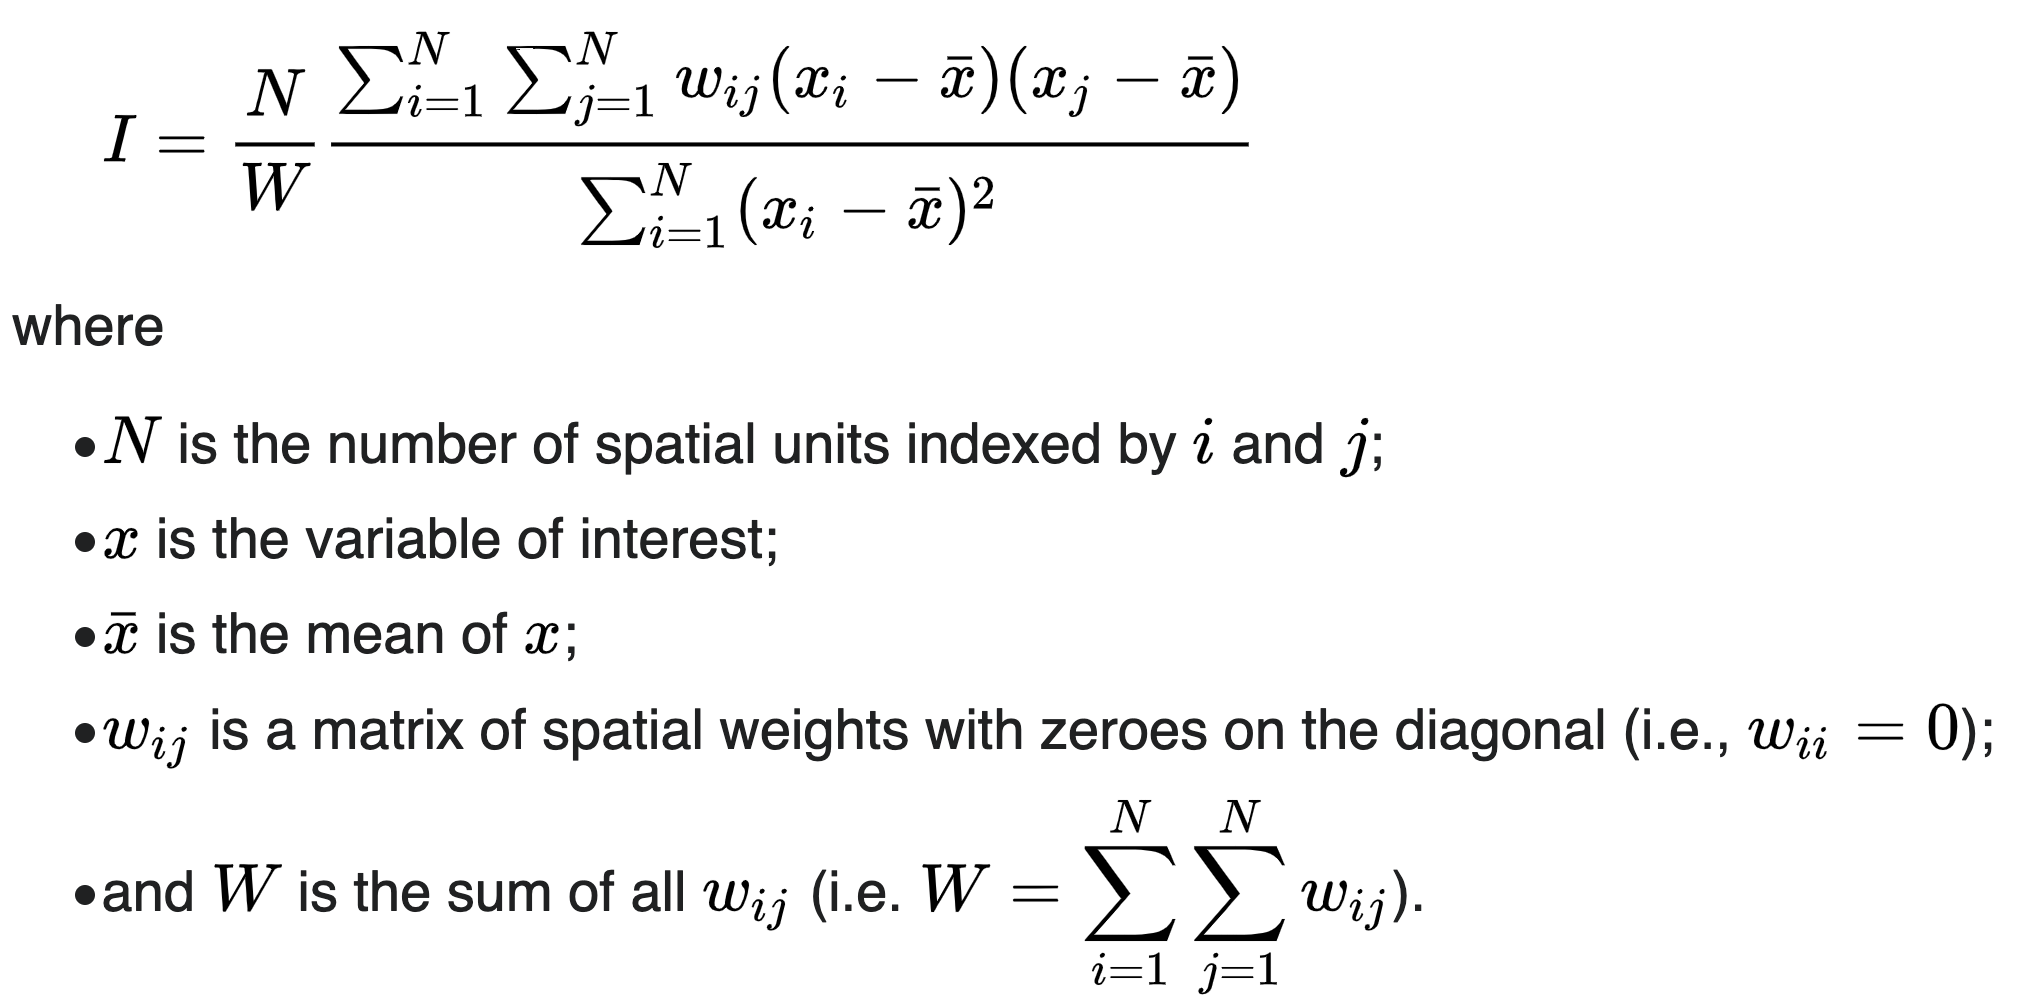 $I = \frac{N}{W} \frac{\sum_{i=1}^{N} \sum_{j=1}^{N} w_{ij}(x_i - \bar{x})(x_j - \bar{x})}{\sum_{i=1}^{N} (x_i - \bar{x})^2}$
where
•$N$ is the number of spatial units indexed by $i$ and $j$;
•$x$ is the variable of interest;
•$\bar{x}$ is the mean of $x$;
•$w_{ij}$ is a matrix of spatial weights with zeroes on the diagonal (i.e., $w_{ii} = 0$);
•and $W$ is the sum of all $w_{ij}$ (i.e. $W = \sum_{i=1}^{N} \sum_{j=1}^{N} w_{ij}$).